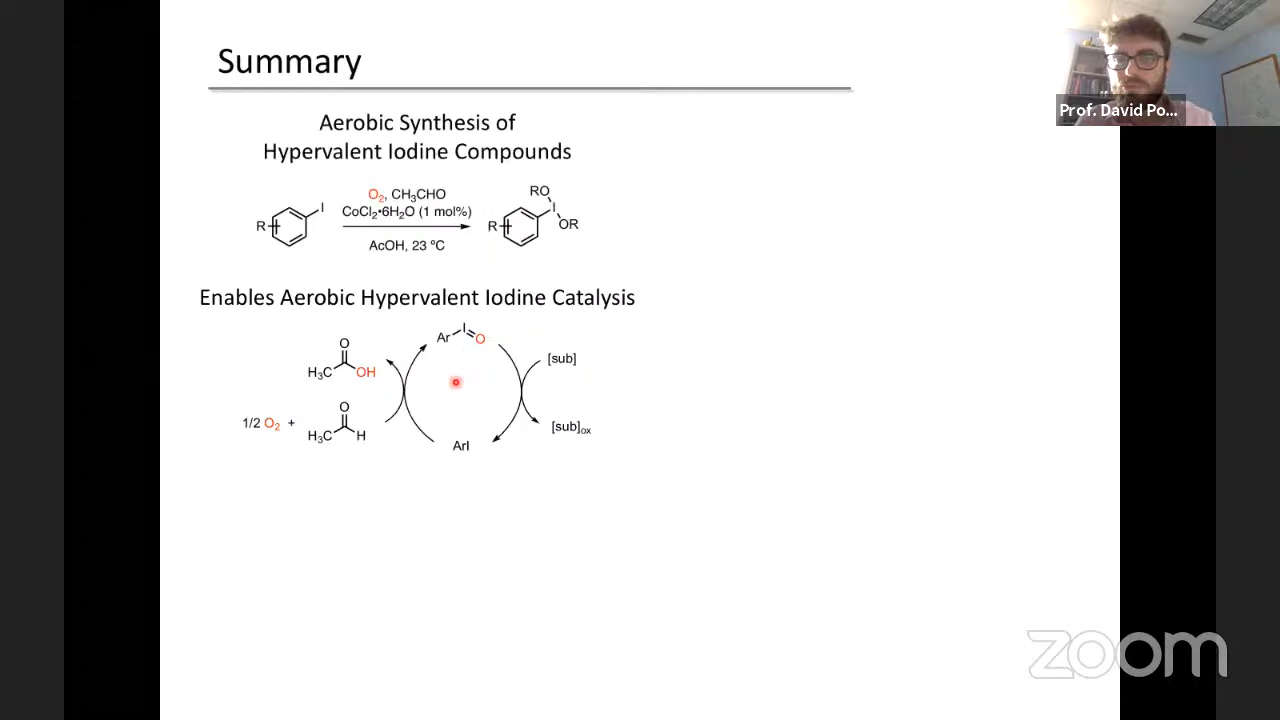 Summary
Prof. David Po...
Aerobic Synthesis of
Hypervalent Iodine Compounds
O₂, CH₃CHO
CoCl₂•6H₂O (1 mol%)
AcOH, 23 ºC
R
I
RO
I
R
OR
Enables Aerobic Hypervalent Iodine Catalysis
Ar
I
O
O
H₃C
OH
[sub]
1/2 O₂ +
O
H₃C
H
[sub]ox
ArI
zoom